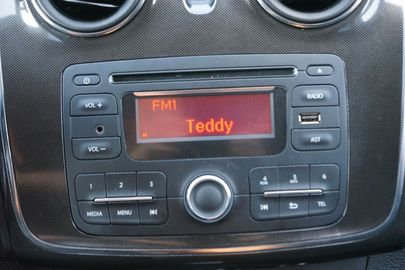 FM1
Teddy
RADIO
VOL +
VOL −
AST
1 2 3
4 5 6
MEDIA MENU
TEL